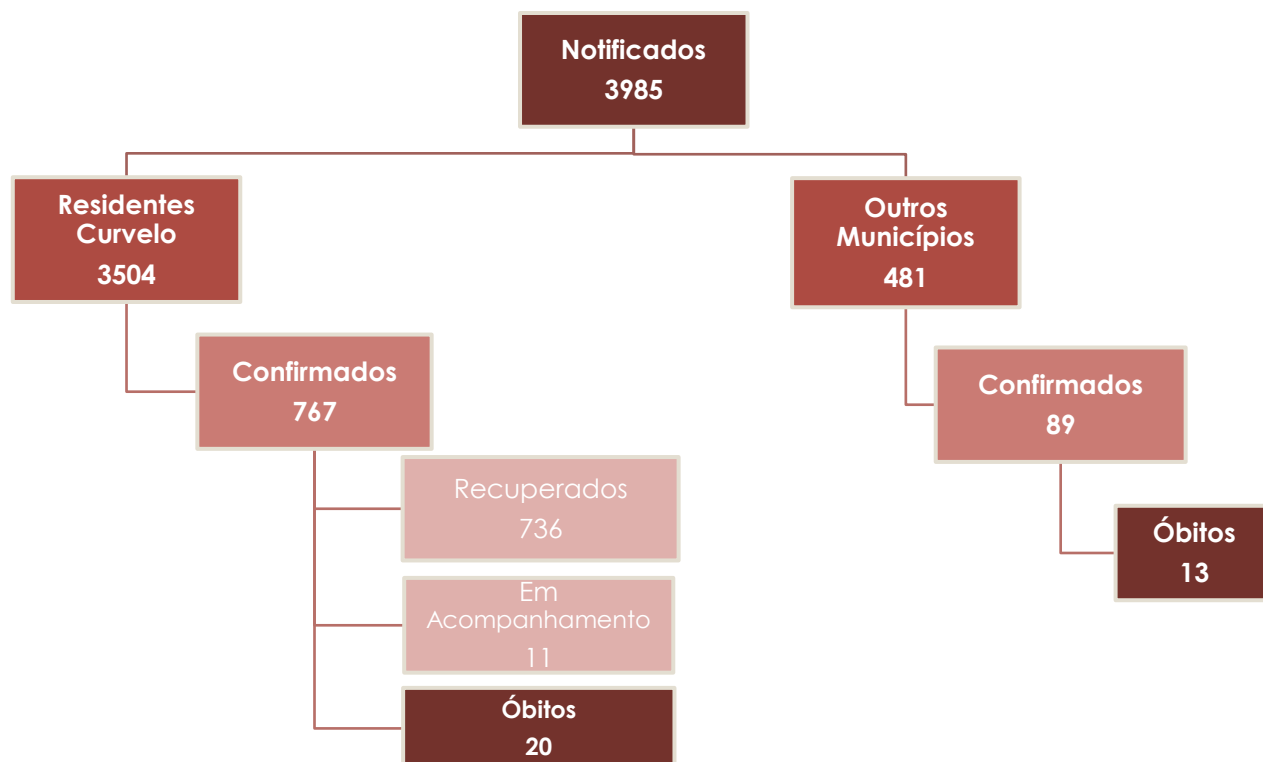 Notificados
3985
Residentes
Curvelo
3504
Outros
Municípios
481
Confirmados
767
Confirmados
89
Recuperados
736
Em
Acompanhamento
11
Óbitos
20
Óbitos
13